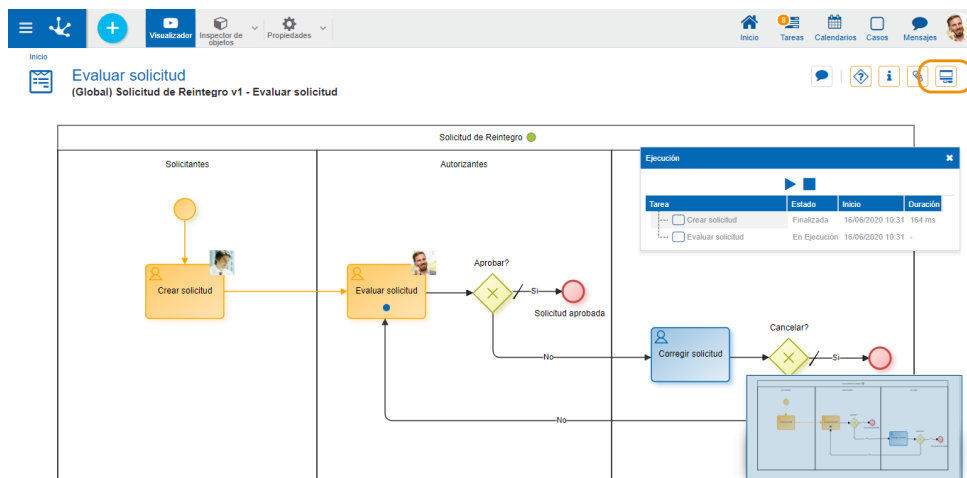 Visualizador
Inspector de
objetos
Propiedades
Inicio
8
Tareas
Calendarios
Casos
Mensajes
Inicio
Evaluar solicitud
(Global) Solicitud de Reintegro v1 - Evaluar solicitud
Solicitud de Reintegro
Solicitantes
Autorizantes
Ejecución
Tarea Estado Inicio Duración
Crear solicitud Finalizada 16/06/2020 10:31 164 ms
Evaluar solicitud En Ejecución 16/06/2020 10:31 -
Crear solicitud
Evaluar solicitud
Aprobar?
Si
Solicitud aprobada
No
Corregir solicitud
Cancelar?
Si
No